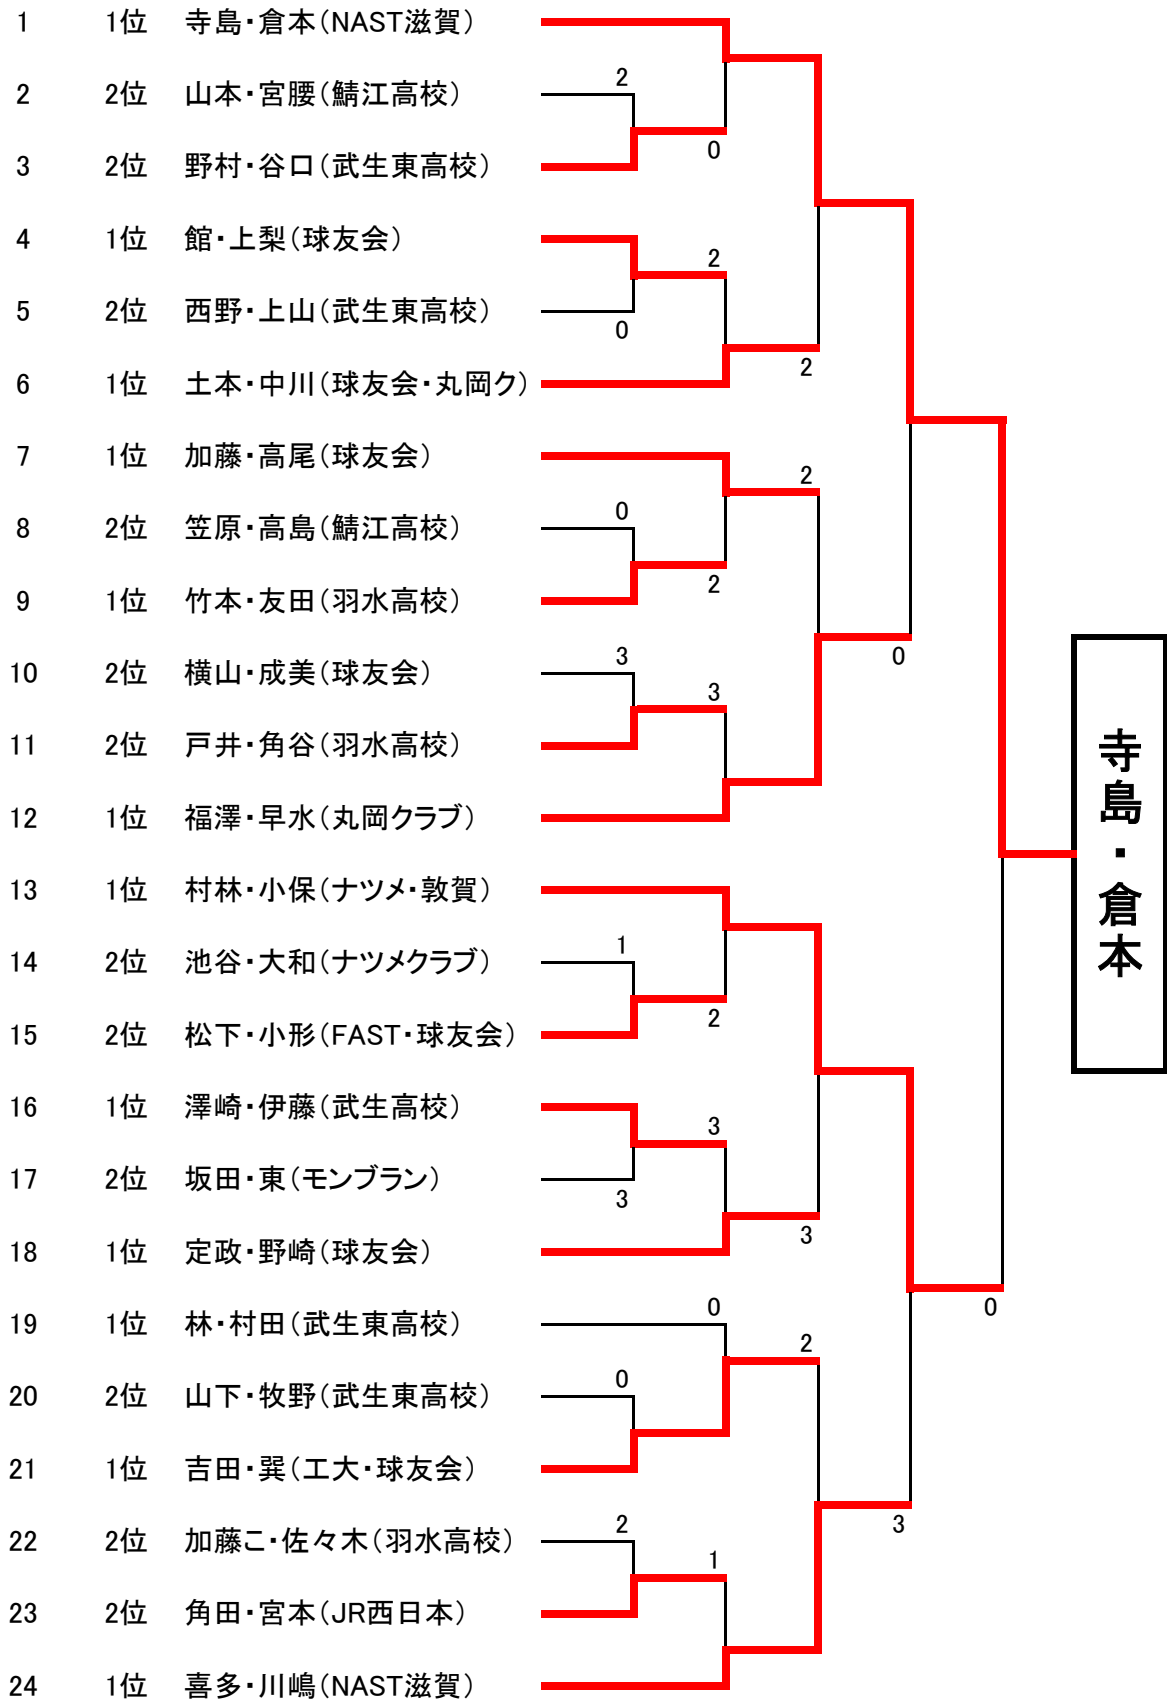 1 1位 寺島・倉本(NAST滋賀)
2 2位 山本・宮腰(鯖江高校) 2
0
3 2位 野村・谷口(武生東高校)
4 1位 館・上梨(球友会)
2
5 2位 西野・上山(武生東高校)
0
2
6 1位 土本・中川(球友会・丸岡ク)
7 1位 加藤・高尾(球友会)
2
8 2位 笠原・高島(鯖江高校) 0
2
9 1位 竹本・友田(羽水高校)
10 2位 横山・成美(球友会) 3
0
3
11 2位 戸井・角谷(羽水高校)
12 1位 福澤・早水(丸岡クラブ)
寺島・倉本
13 1位 村林・小保(ナツメ・敦賀)
14 2位 池谷・大和(ナツメクラブ) 1
2
15 2位 松下・小形(FAST・球友会)
16 1位 澤崎・伊藤(武生高校)
3
17 2位 坂田・東(モンブラン)
3
3
18 1位 定政・野崎(球友会)
0
0
19 1位 林・村田(武生東高校)
2
20 2位 山下・牧野(武生東高校) 0
21 1位 吉田・巽(工大・球友会)
3
22 2位 加藤こ・佐々木(羽水高校) 2
1
23 2位 角田・宮本(JR西日本)
24 1位 喜多・川嶋(NAST滋賀)